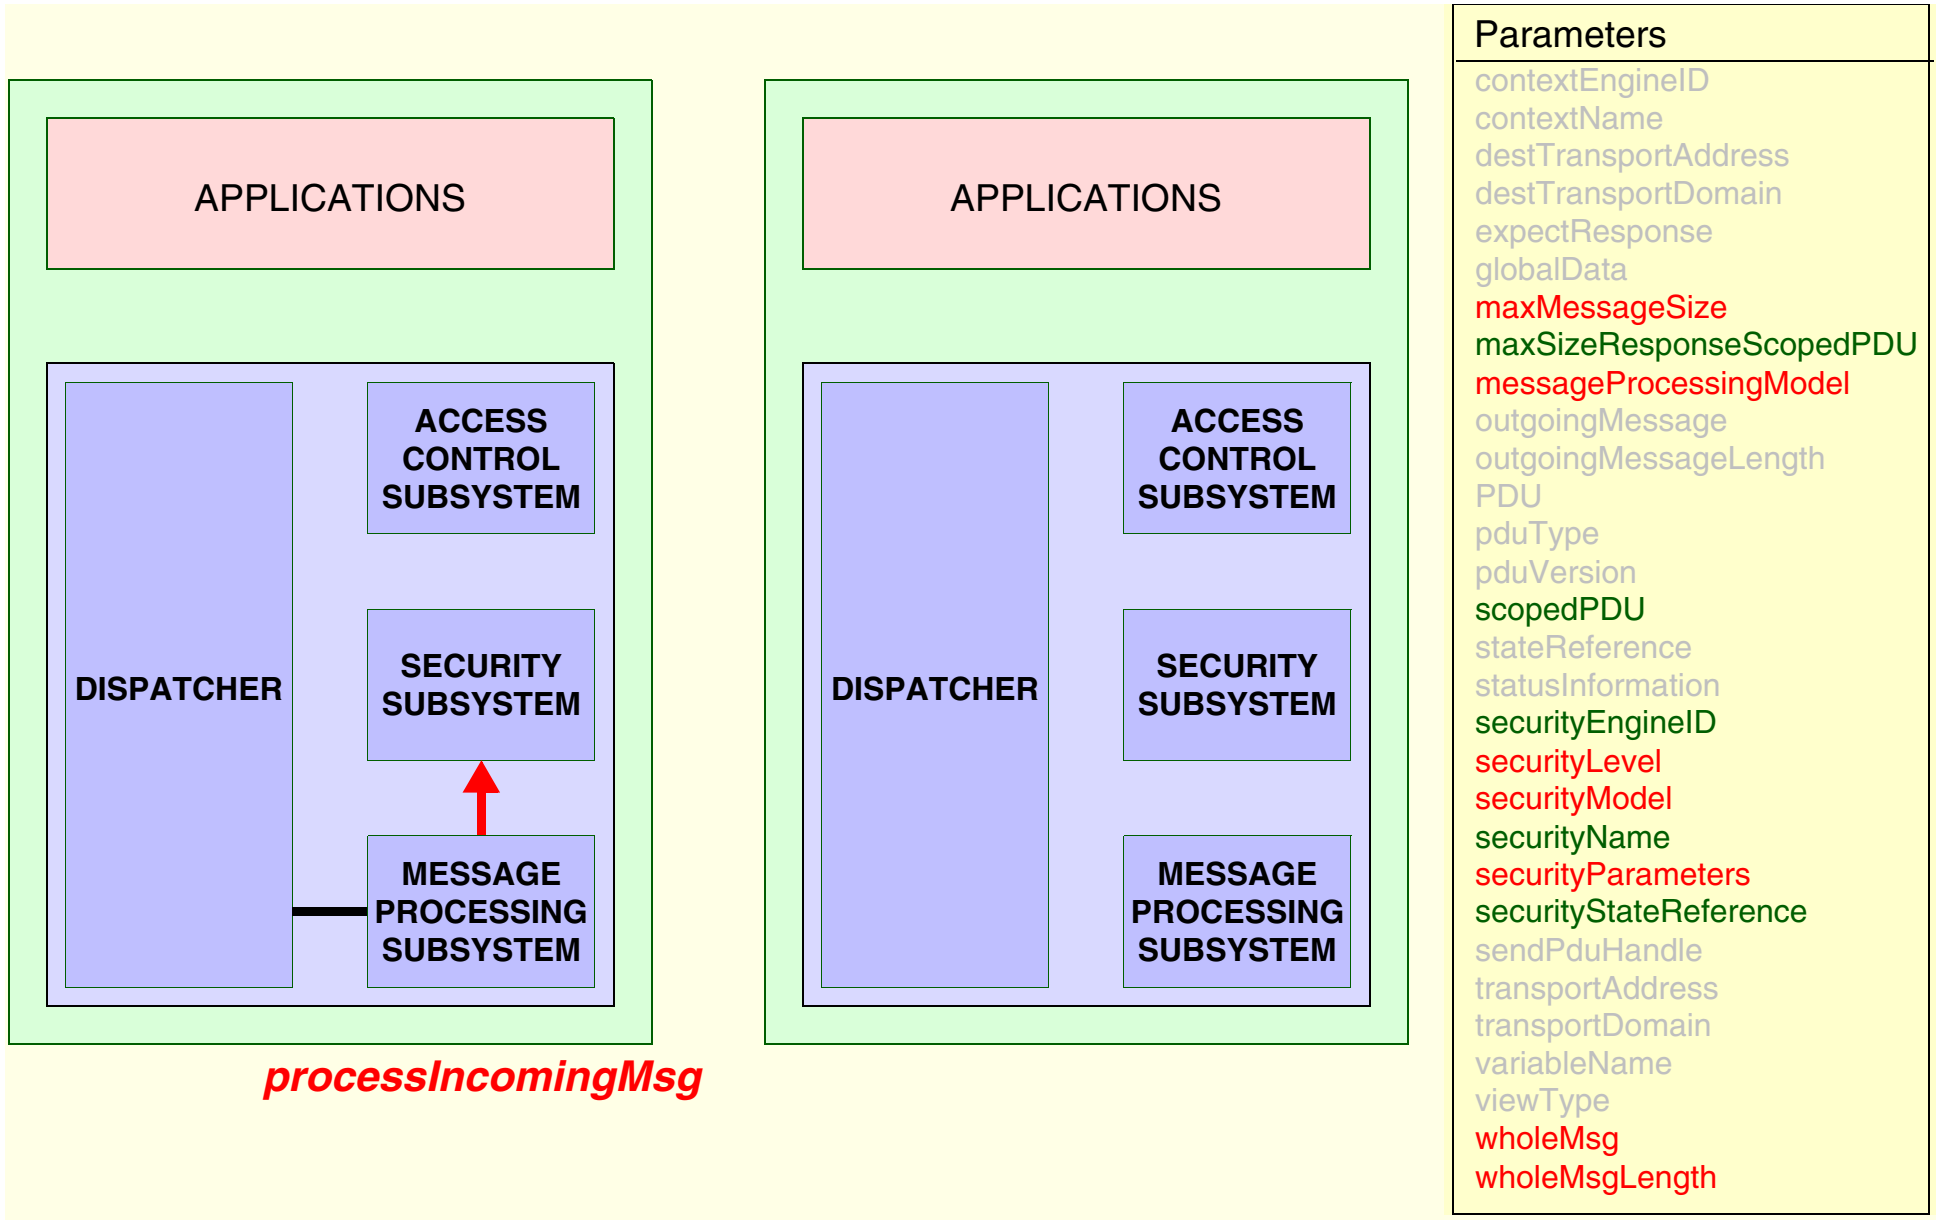 APPLICATIONS
DISPATCHER
ACCESS
CONTROL
SUBSYSTEM
SECURITY
SUBSYSTEM
MESSAGE
PROCESSING
SUBSYSTEM
processIncomingMsg
APPLICATIONS
DISPATCHER
ACCESS
CONTROL
SUBSYSTEM
SECURITY
SUBSYSTEM
MESSAGE
PROCESSING
SUBSYSTEM
Parameters
contextEngineID
contextName
destTransportAddress
destTransportDomain
expectResponse
globalData
maxMessageSize
maxSizeResponseScopedPDU
messageProcessingModel
outgoingMessage
outgoingMessageLength
PDU
pduType
pduVersion
scopedPDU
stateReference
statusInformation
securityEngineID
securityLevel
securityModel
securityName
securityParameters
securityStateReference
sendPduHandle
transportAddress
transportDomain
variableName
viewType
wholeMsg
wholeMsgLength